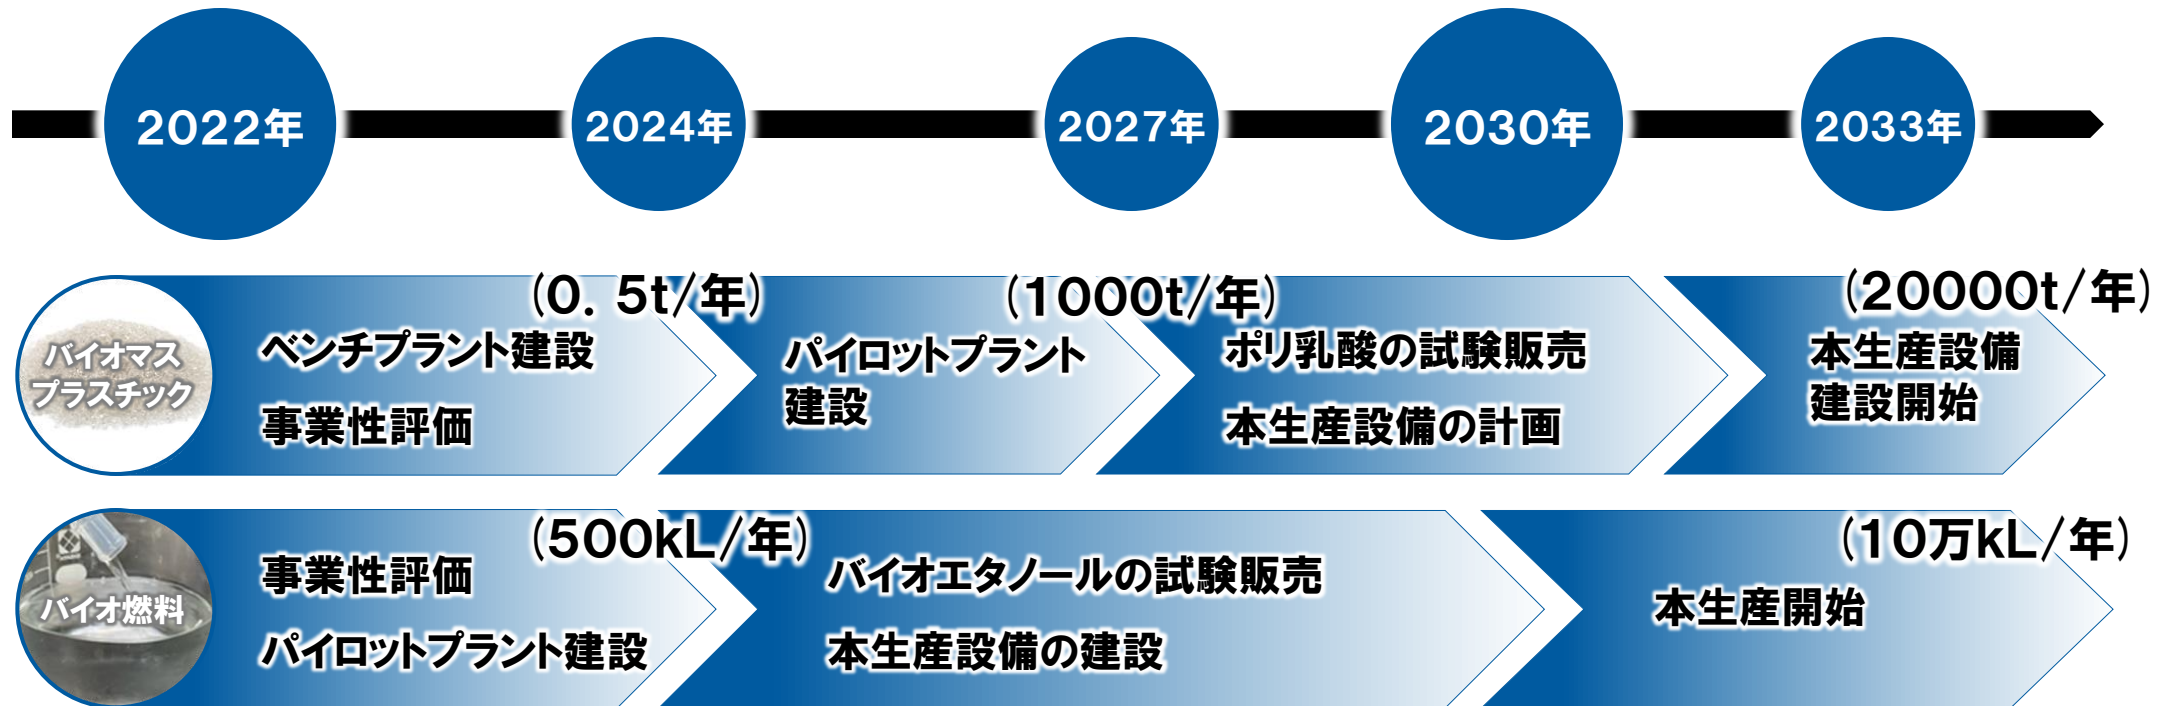 2022年
2024年
2027年
2030年
2033年
バイオマス
プラスチック
(0. 5t/年)
ベンチプラント建設
事業性評価
(1000t/年)
パイロットプラント
建設
ポリ乳酸の試験販売
本生産設備の計画
(20000t/年)
本生産設備
建設開始
バイオ燃料
(500kL/年)
事業性評価
パイロットプラント建設
バイオエタノールの試験販売
本生産設備の建設
(10万kL/年)
本生産開始